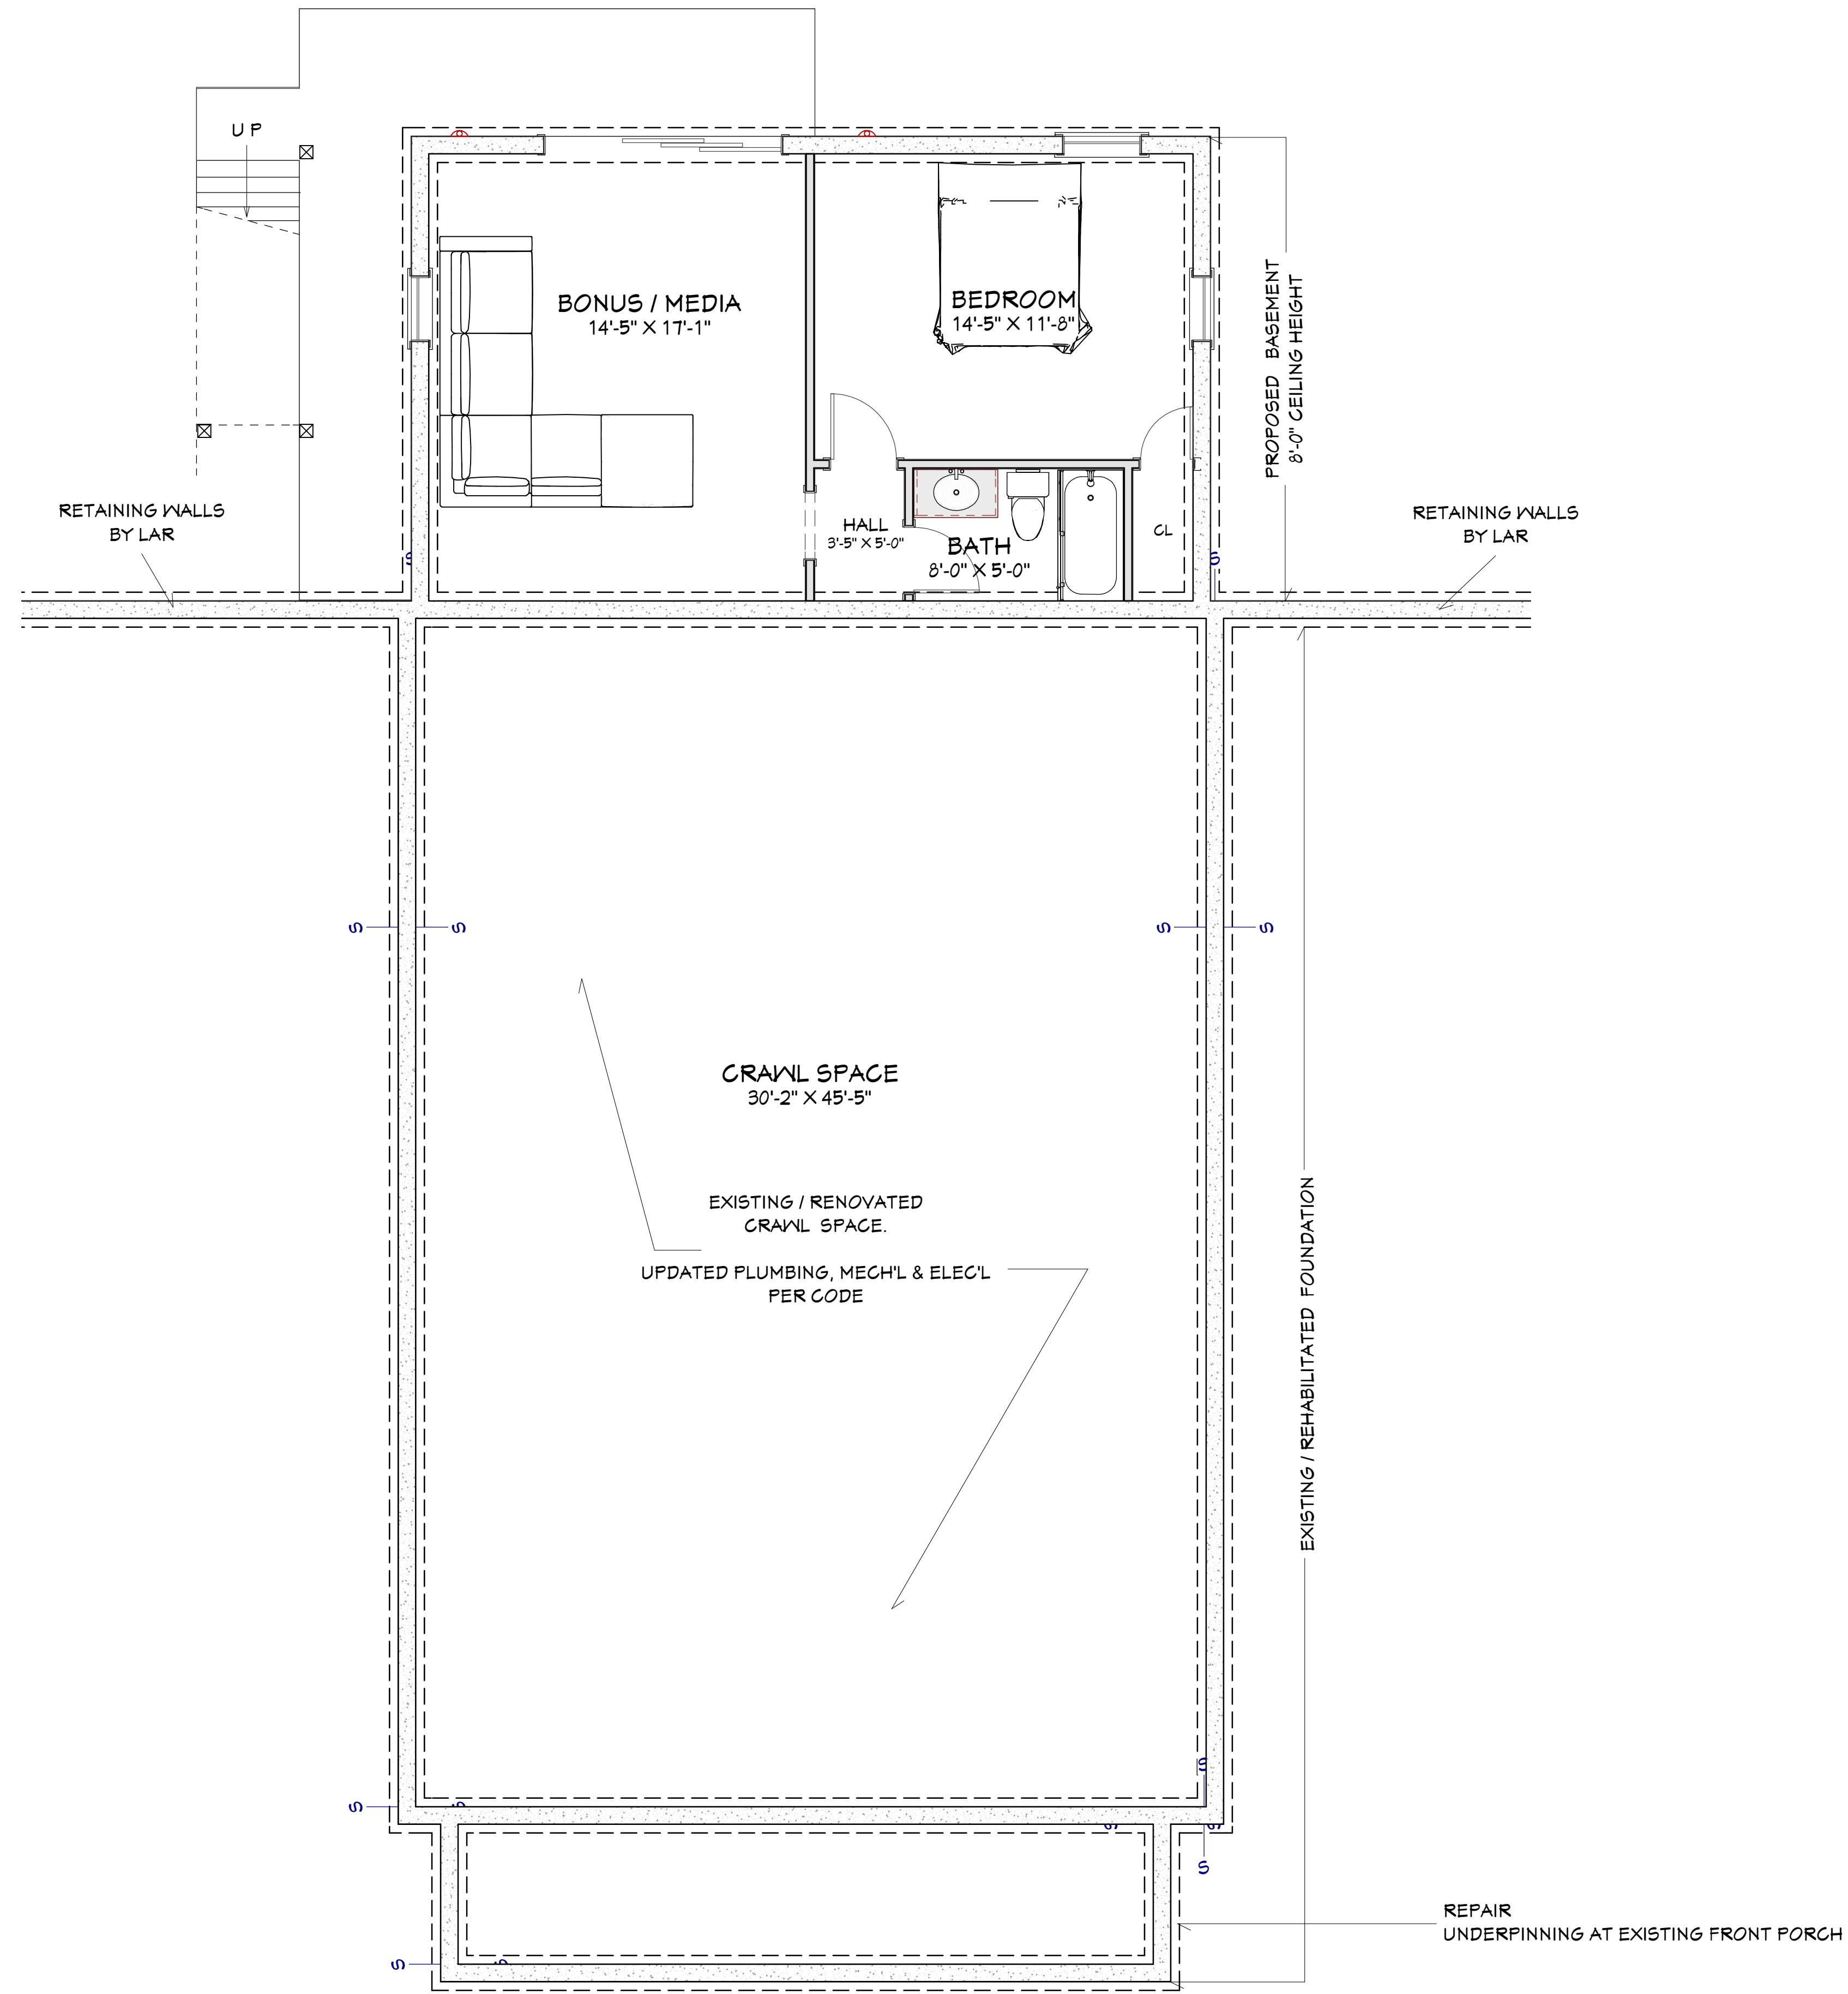 UP
BONUS / MEDIA
14'-5" X 17'-1"
BEDROOM
14'-5" X 11'-8"
PROPOSED BASEMENT
8'-0" CEILING HEIGHT
RETAINING WALLS
BY LAR
HALL
3'-5" X 5'-0"
BATH
8'-0" X 5'-0"
CL
RETAINING WALLS
BY LAR
S
S
S
S
S
S
CRAWL SPACE
30'-2" X 45'-5"
EXISTING / RENOVATED
CRAWL SPACE.
UPDATED PLUMBING, MECH'L & ELEC'L
PER CODE
EXISTING / REHABILITATED FOUNDATION
S
S
S
REPAIR
UNDERPINNING AT EXISTING FRONT PORCH
S